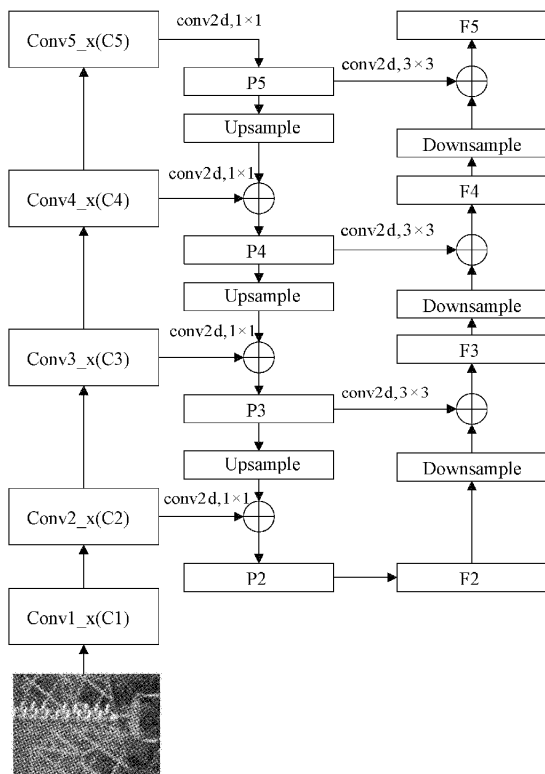 Conv5_x(C5)
conv2d,1×1
P5
conv2d,3×3
F5
Upsample
Downsample
Conv4_x(C4)
conv2d,1×1
F4
P4
conv2d,3×3
Upsample
Downsample
Conv3_x(C3)
conv2d,1×1
F3
P3
conv2d,3×3
Upsample
Downsample
Conv2_x(C2)
conv2d,1×1
P2
F2
Conv1_x(C1)